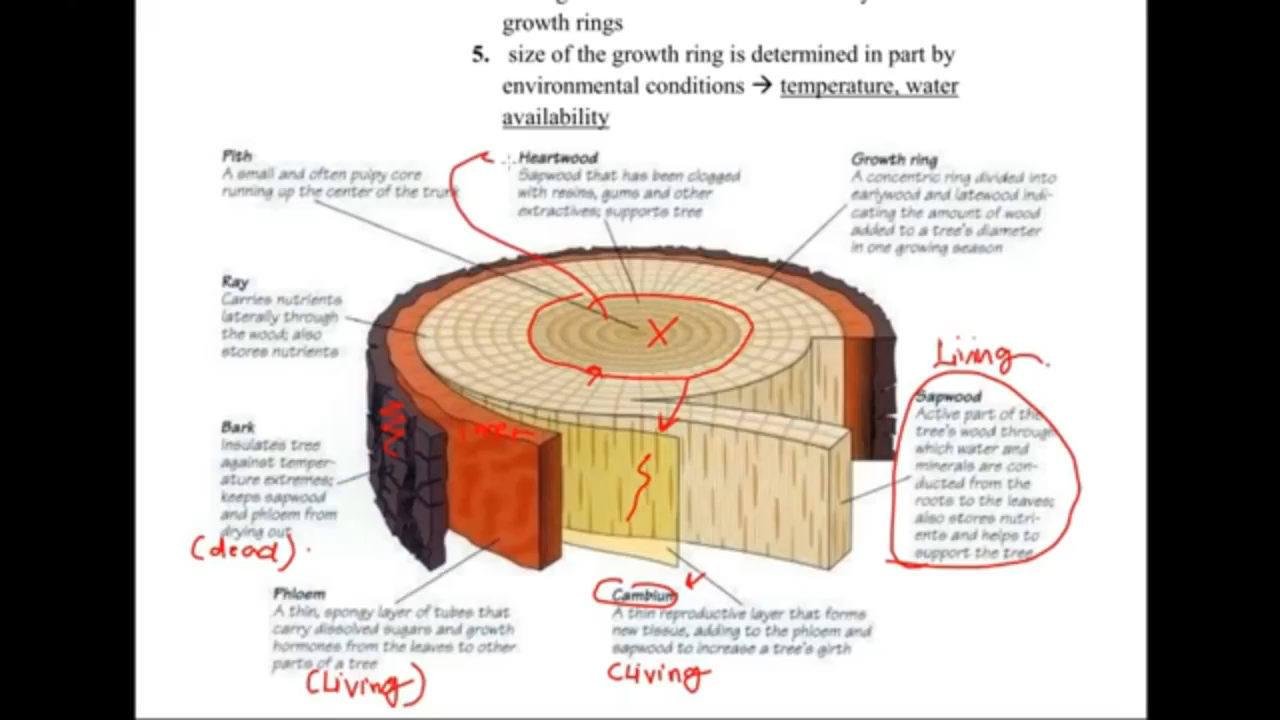 growth rings
5. size of the growth ring is determined in part by
environmental conditions → temperature, water
availability
Pith
A small and often pulpy core
running up the center of the trunk
Heartwood
Sapwood that has been clogged
with resins, gums and other
extractives; supports tree
Growth ring
A concentric ring divided into
earlywood and latewood indi-
cating the amount of wood
added to a tree's diameter
in one growing season
Ray
Carries nutrients
laterally through
the wood; also
stores nutrients
Living
Sapwood
Active part of the
tree's wood through
which water and
minerals are con-
ducted from the
roots to the leaves;
also stores nutri-
ents and helps to
support the tree
Bark
Insulates tree
against temper-
ature extremes;
keeps sapwood
and phloem from
drying out
(dead)
Phloem
A thin, spongy layer of tubes that
carry dissolved sugars and growth
hormones from the leaves to other
parts of a tree
(Living)
Cambium
A thin reproductive layer that forms
new tissue, adding to the phloem and
sapwood to increase a tree's girth
(Living